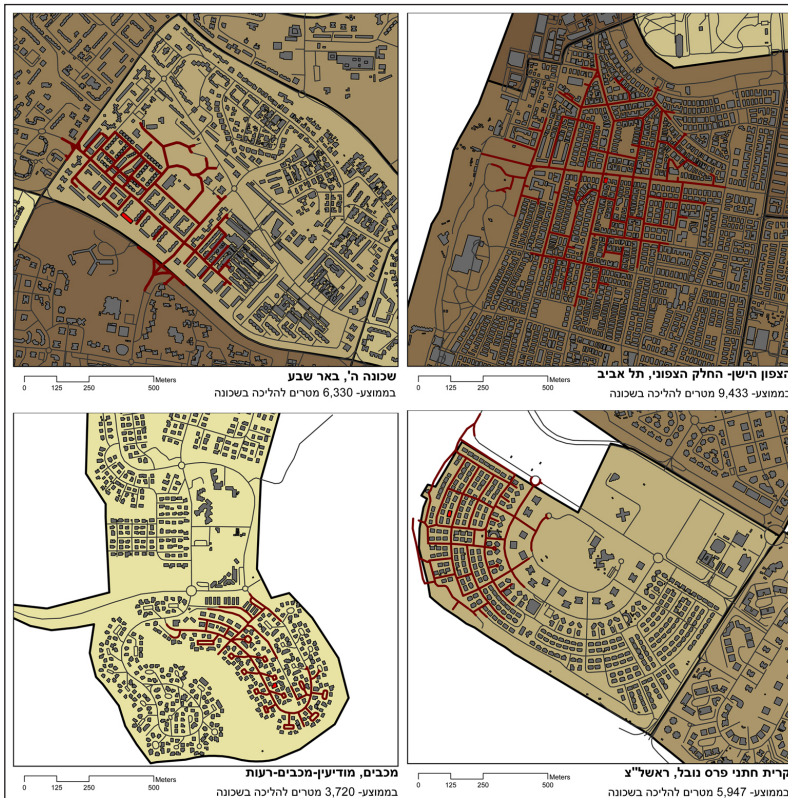 שכונה ה', באר שבע
בממוצע- 6,330 מטרים להליכה בשכונה
0 125 250 500 Meters
הצפון הישן- החלק הצפוני, תל אביב
בממוצע- 9,433 מטרים להליכה בשכונה
0 125 250 500 Meters
מכבים, מודיעין-מכבים-רעות
בממוצע- 3,720 מטרים להליכה בשכונה
0 125 250 500 Meters
קרית חתני פרס נובל, ראשל"צ
בממוצע- 5,947 מטרים להליכה בשכונה
0 125 250 500 Meters